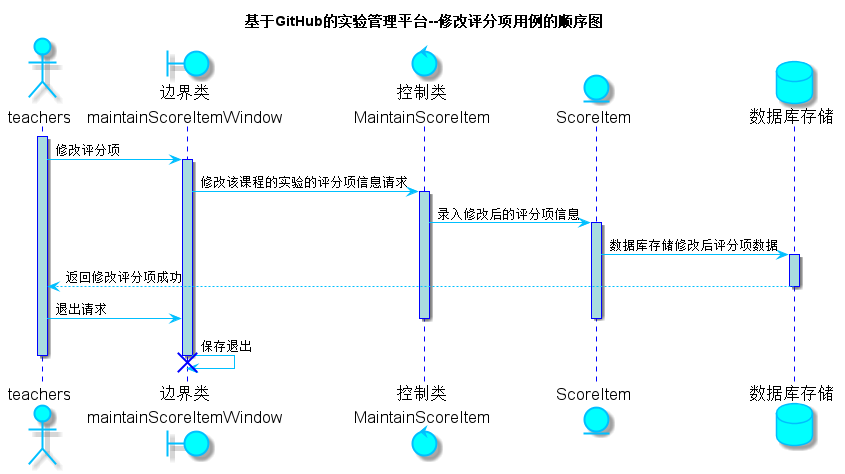 基于GitHub的实验管理平台--修改评分项用例的顺序图
边界类
控制类
teachers
maintainScoreItemWindow
MaintainScoreItem
ScoreItem
数据库存储
修改评分项
修改该课程的实验的评分项信息请求
录入修改后的评分项信息
数据库存储修改后评分项数据
返回修改评分项成功
退出请求
保存退出
teachers
边界类
控制类
ScoreItem
数据库存储
maintainScoreItemWindow
MaintainScoreItem